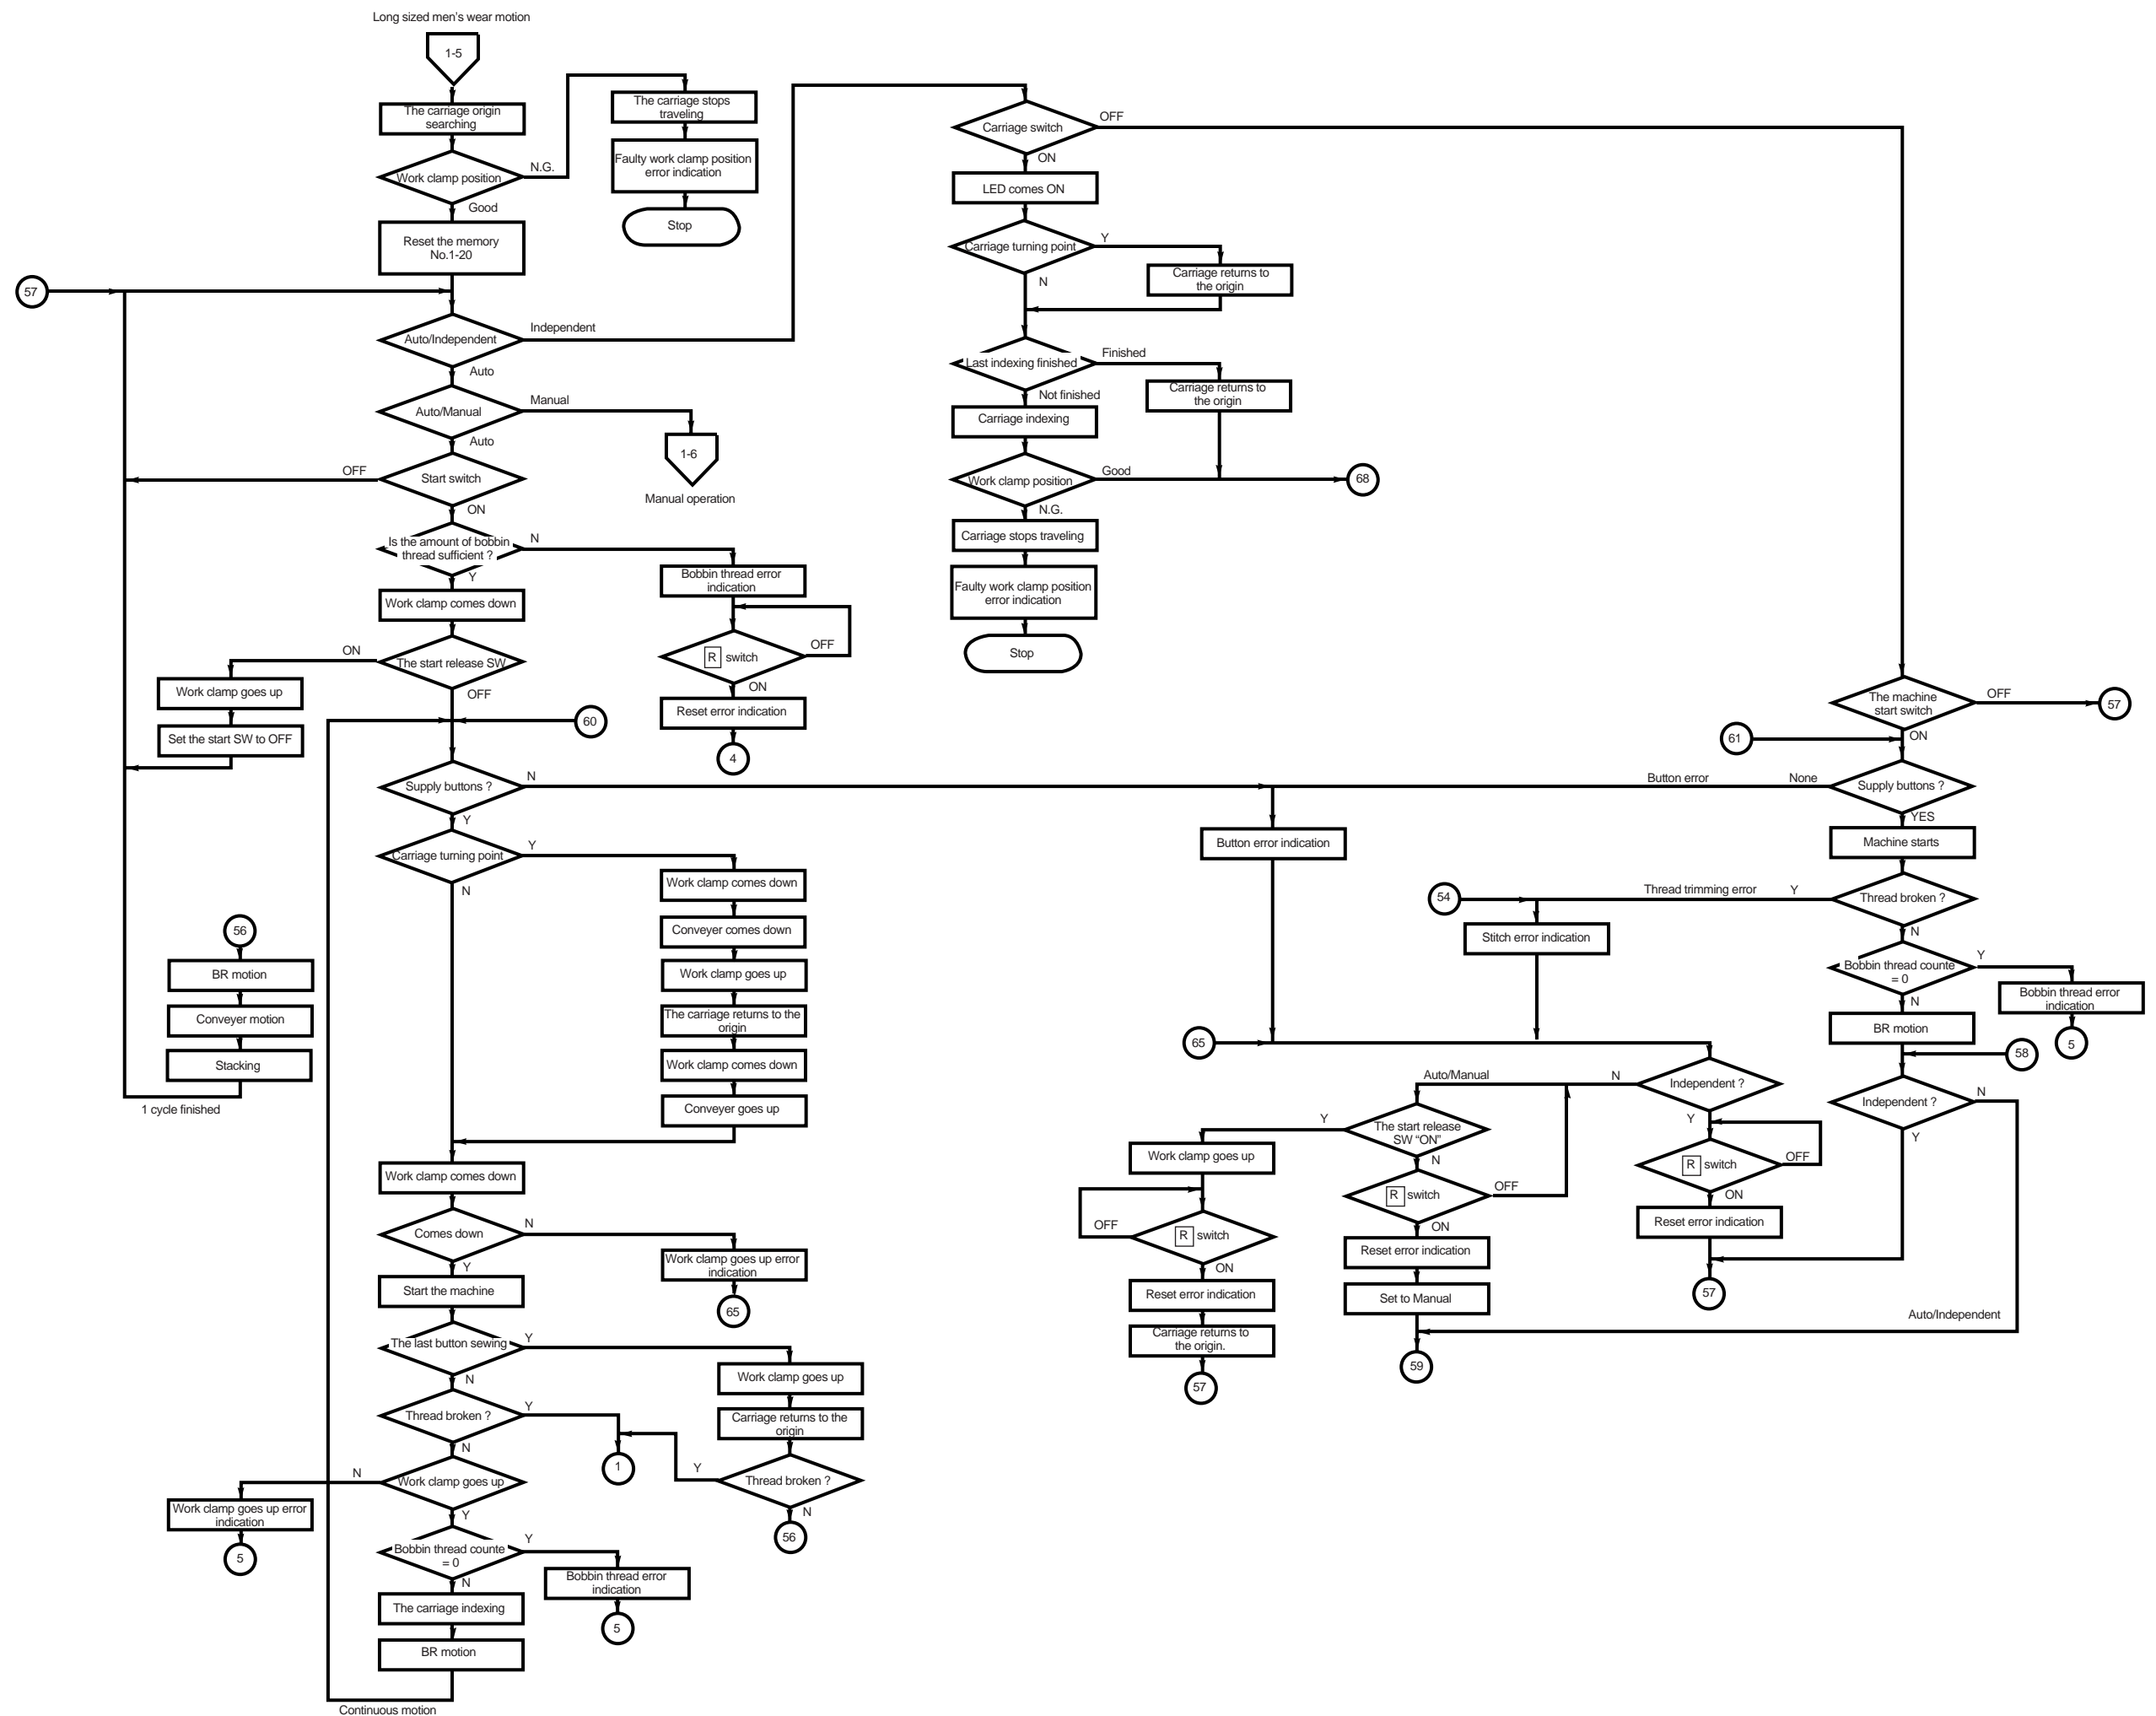 Long sized men's wear motion
1-5
The carriage origin
searching
Work clamp position
N.G.
Good
The carriage stops
traveling
Faulty work clamp position
error indication
Stop
Reset the memory
No.1-20
57
Auto/Independent
Independent
Auto
Auto/Manual
Manual
Auto
1-6
Manual operation
Start switch
OFF
ON
Is the amount of bobbin
thread sufficient ?
N
Y
Bobbin thread error
indication
R switch
OFF
ON
Reset error indication
4
Work clamp comes down
The start release SW
ON
OFF
Work clamp goes up
Set the start SW to OFF
60
Supply buttons ?
N
Y
Carriage turning point
Y
N
Work clamp comes down
Conveyer comes down
Work clamp goes up
The carriage returns to the
origin
Work clamp comes down
Conveyer goes up
56
BR motion
Conveyer motion
Stacking
1 cycle finished
Work clamp comes down
Comes down
N
Y
Work clamp goes up error
indication
65
Start the machine
The last button sewing
Y
N
Work clamp goes up
Carriage returns to the
origin
Thread broken ?
Y
N
56
Thread broken ?
Y
N
1
Work clamp goes up
N
Y
Work clamp goes up error
indication
5
Bobbin thread counte
= 0
Y
N
Bobbin thread error
indication
5
The carriage indexing
BR motion
Continuous motion
Carriage switch
OFF
ON
LED comes ON
Carriage turning point
Y
N
Carriage returns to
the origin
Last indexing finished
Finished
Not finished
Carriage returns to
the origin
Carriage indexing
Work clamp position
Good
68
N.G.
Carriage stops traveling
Faulty work clamp position
error indication
Stop
The machine
start switch
OFF
57
ON
61
Supply buttons ?
None
Button error
YES
Button error indication
Machine starts
Thread broken ?
Y
Thread trimming error
54
N
Stitch error indication
Bobbin thread counte
= 0
Y
N
Bobbin thread error
indication
5
BR motion
58
65
Independent ?
N
Y
Auto/Independent
Independent ?
N
Auto/Manual
Y
R switch
OFF
ON
Reset error indication
57
The start release
SW “ON”
Y
N
R switch
OFF
ON
Reset error indication
Set to Manual
59
Work clamp goes up
R switch
OFF
ON
Reset error indication
Carriage returns to
the origin.
57